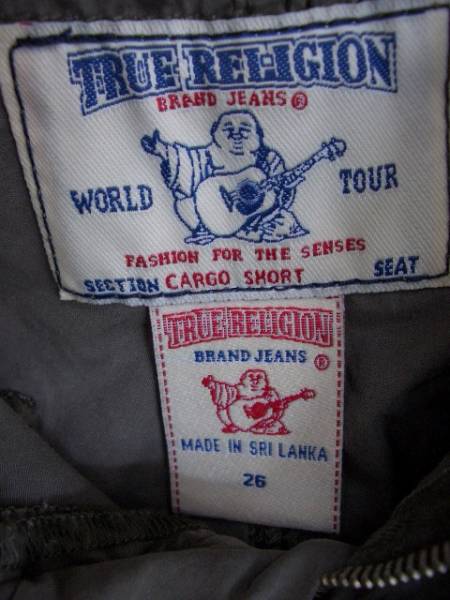 TRUE RELIGION
BRAND JEANS ®
WORLD TOUR
FASHION FOR THE SENSES
SECTION CARGO SHORT SEAT
TRUE RELIGION
BRAND JEANS ®
MADE IN SRI LANKA
26